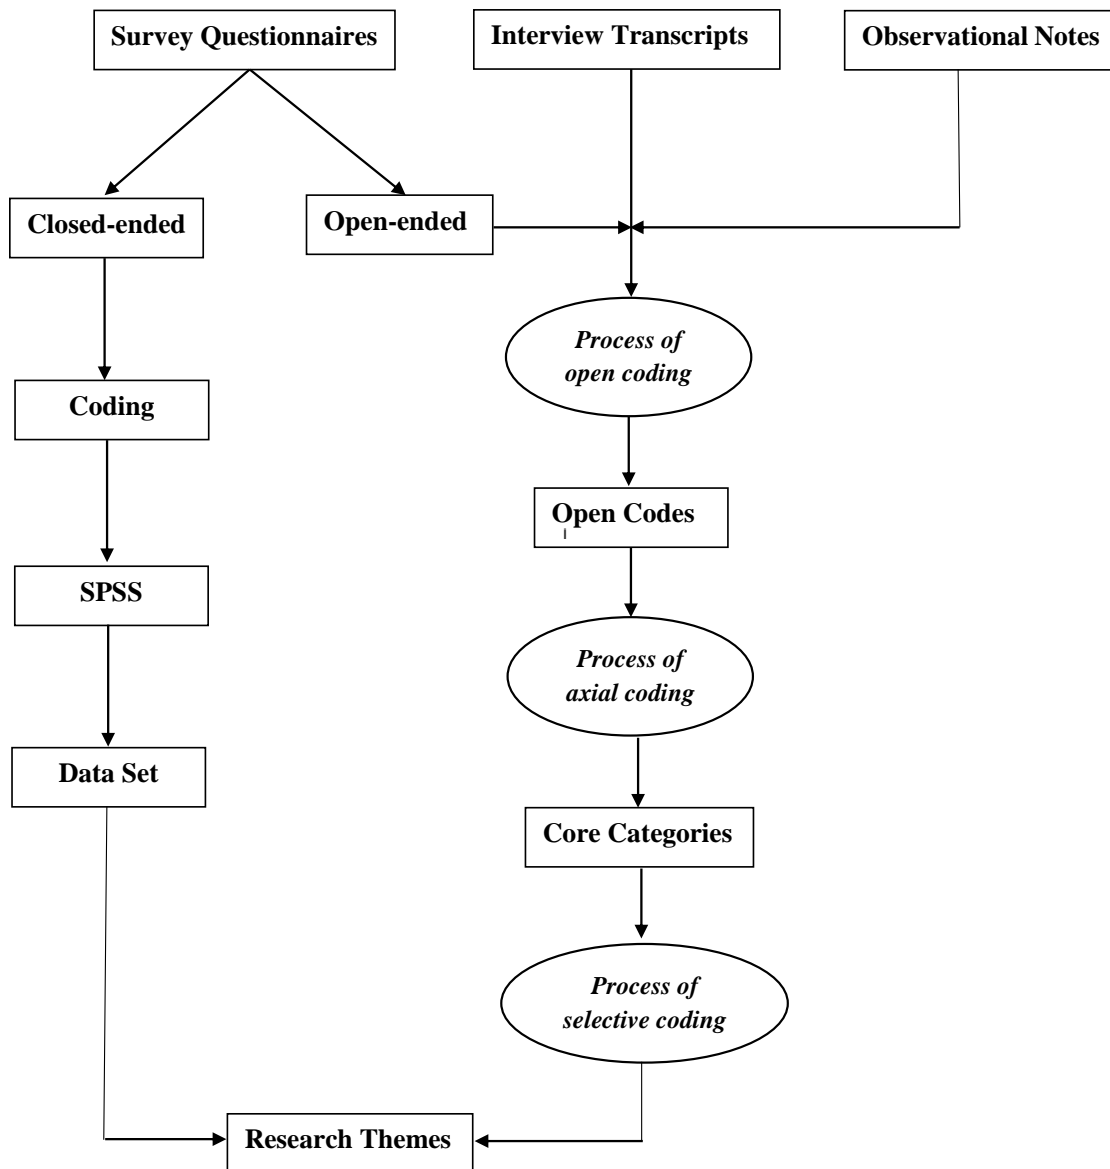 Survey Questionnaires
Interview Transcripts
Observational Notes
Closed-ended
Open-ended
Process of
open coding
Coding
Open Codes
SPSS
Process of
axial coding
Data Set
Core Categories
Process of
selective coding
Research Themes